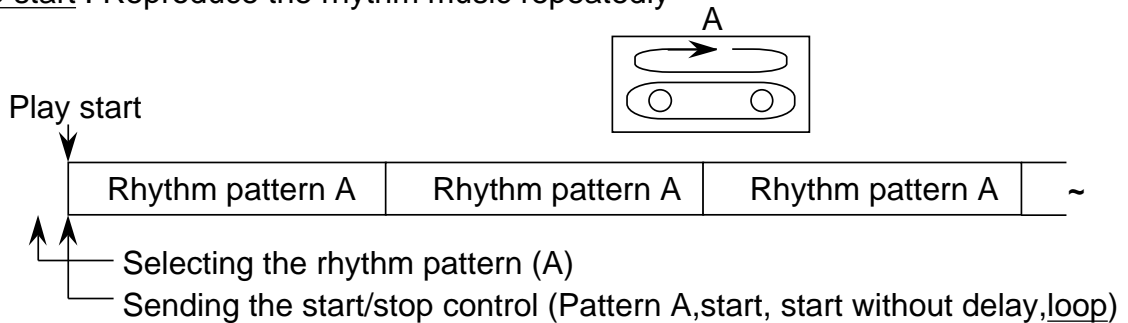 start : Reproduces the rhythm music repeatedly
A
Play start
Rhythm pattern A Rhythm pattern A Rhythm pattern A ~
Selecting the rhythm pattern (A)
Sending the start/stop control (Pattern A,start, start without delay,loop)